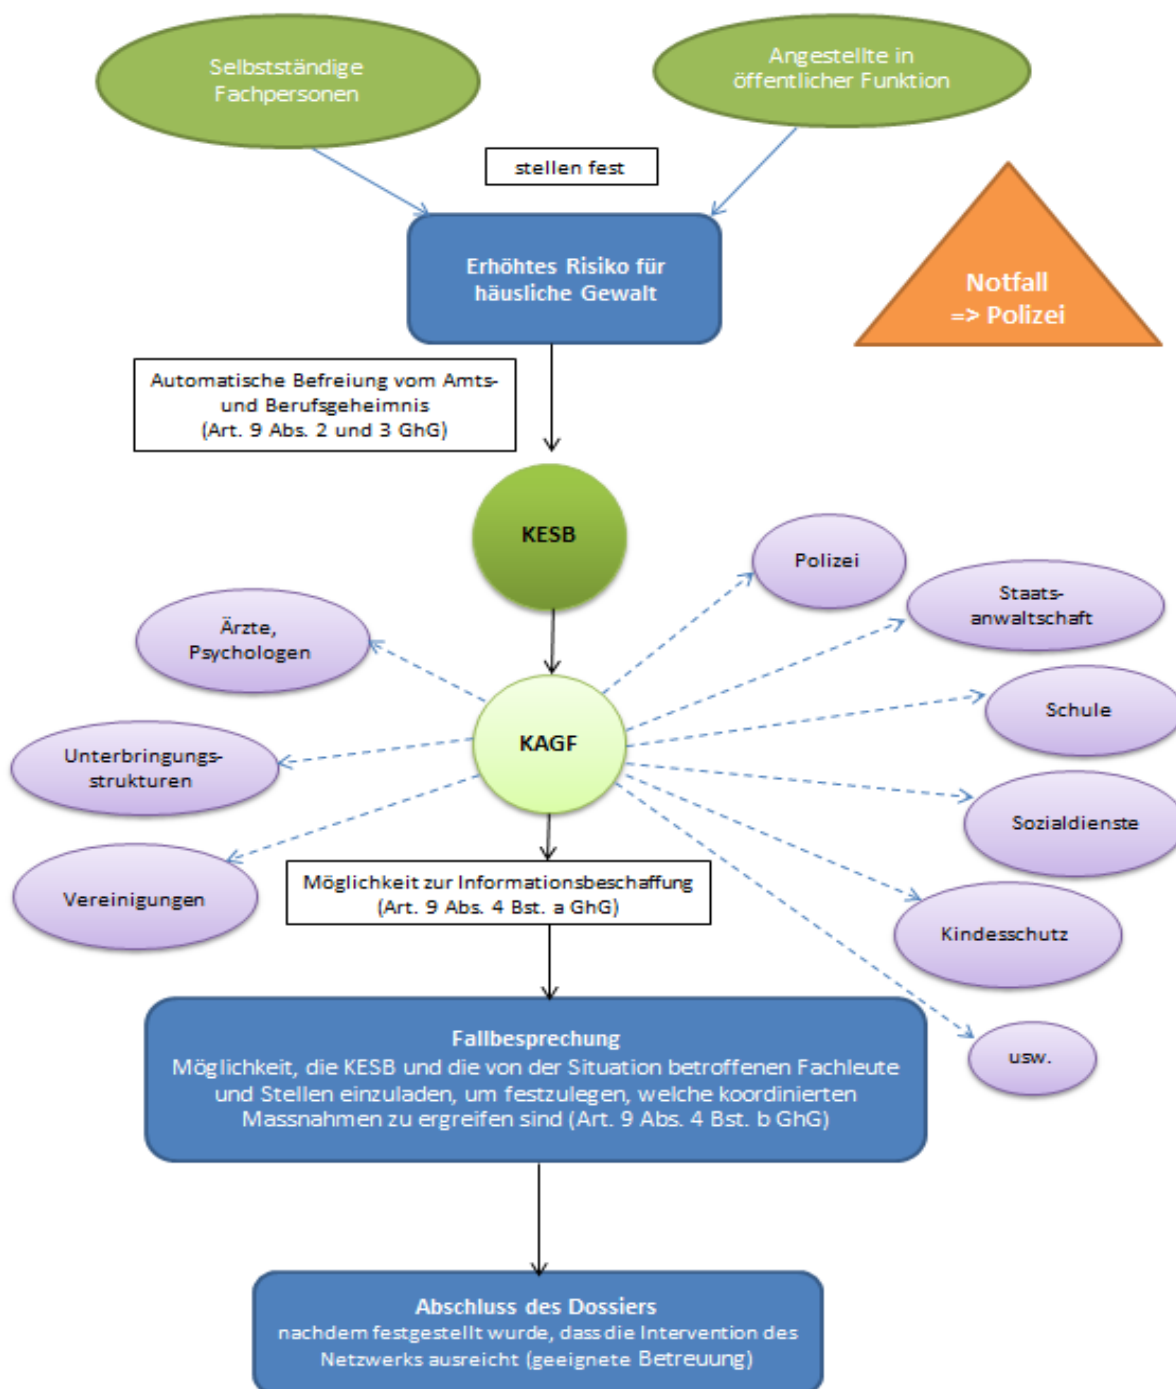 Selbstständige
Fachpersonen
Angestellte in
öffentlicher Funktion
stellen fest
Erhöhtes Risiko für
häusliche Gewalt
Notfall
=> Polizei
Automatische Befreiung vom Amts-
und Berufsgeheimnis
(Art. 9 Abs. 2 und 3 GhG)
KESB
Polizei
Staats-
anwaltschaft
Ärzte,
Psychologen
Schule
KAGF
Unterbringungs-
strukturen
Sozialdienste
Vereinigungen
Möglichkeit zur Informationsbeschaffung
(Art. 9 Abs. 4 Bst. a GhG)
Kindesschutz
Fallbesprechung
Möglichkeit, die KESB und die von der Situation betroffenen Fachleute
und Stellen einzuladen, um festzulegen, welche koordinierten
Massnahmen zu ergreifen sind (Art. 9 Abs. 4 Bst. b GhG)
usw.
Abschluss des Dossiers
nachdem festgestellt wurde, dass die Intervention des
Netzwerks ausreicht (geeignete Betreuung)